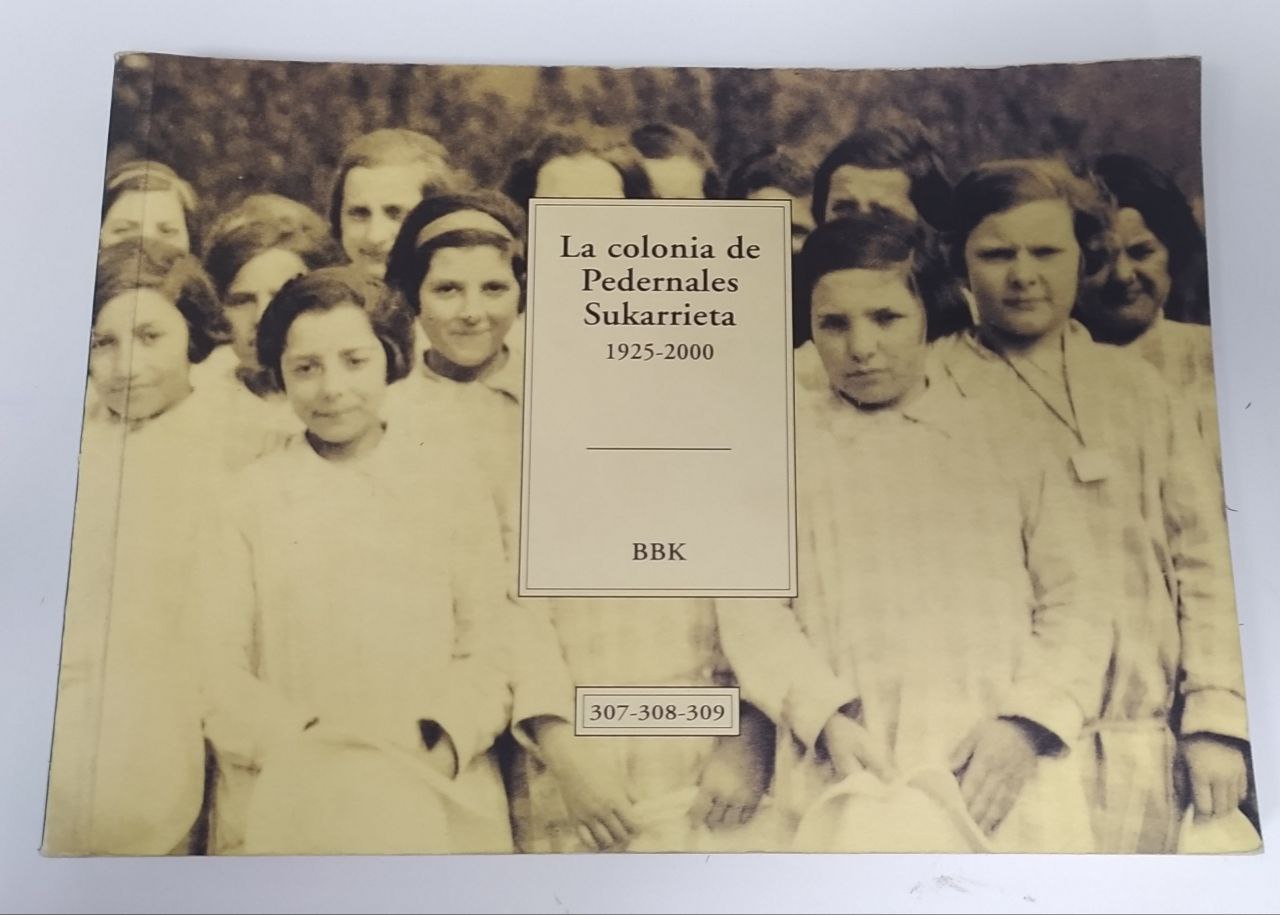 La colonia de
Pedernales
Sukarrieta
1925-2000
BBK
307-308-309